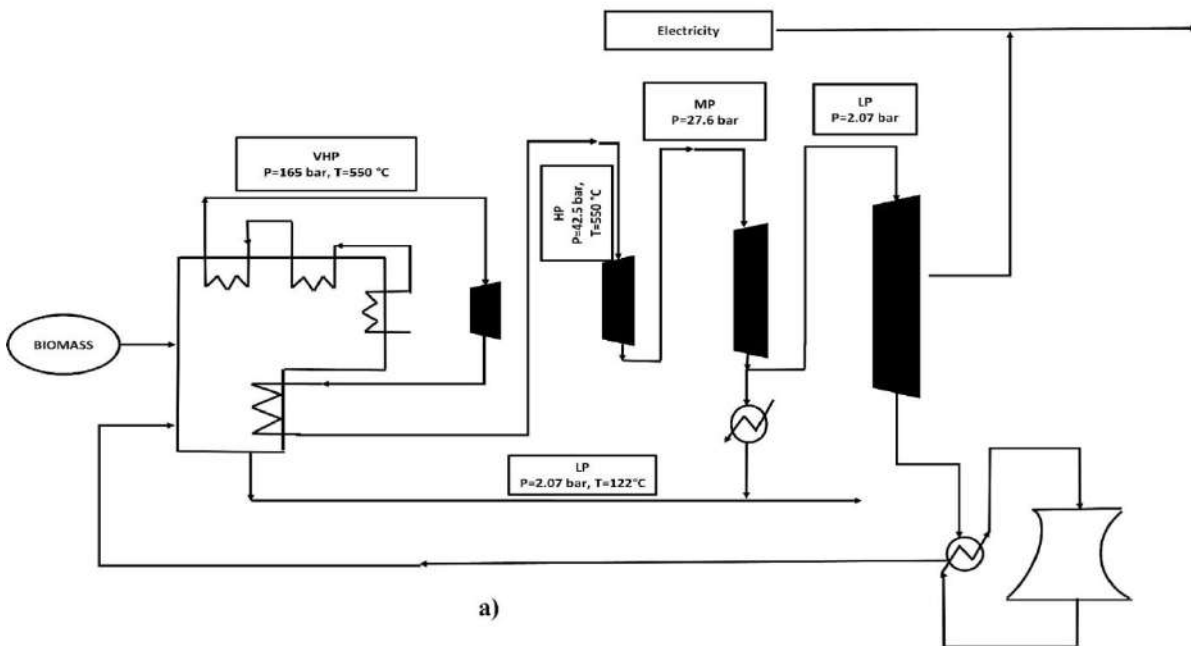 Electricity
MP
P=27.6 bar
LP
P=2.07 bar
VHP
P=165 bar, T=550 °C
HP
P=42.5 bar,
T=550 °C
BIOMASS
LP
P=2.07 bar, T=122°C
a)